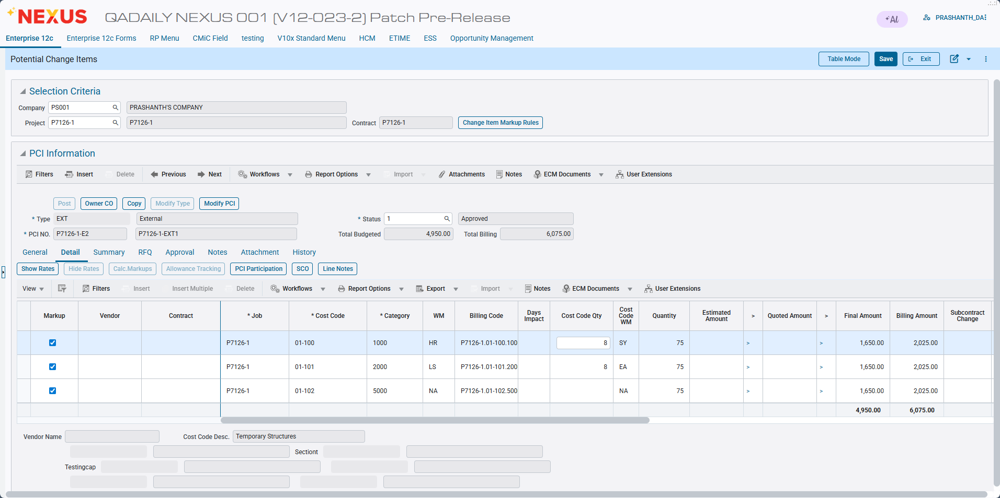 NEXUS QADAILY NEXUS 001 (V12-023-2) Patch Pre-Release AI PRASHANTH_DA
Enterprise 12c Enterprise 12c Forms RP Menu CMiC Field testing V10x Standard Menu HCM ETIME ESS Opportunity Management
Potential Change Items Table Mode Save Exit
Selection Criteria
Company PS001 PRASHANTH'S COMPANY
Project P7126-1 P7126-1 Contract P7126-1 Change Item Markup Rules
PCI Information
Filters Insert Delete Previous Next Workflows Report Options Import Attachments Notes ECM Documents User Extensions
Post Owner CO Copy Modify Type Modify PCI
* Type EXT External * Status 1 Approved
* PCI NO. P7126-1-E2 P7126-1-EXT1 Total Budgeted 4,950.00 Total Billing 6,075.00
General Detail Summary RFQ Approval Notes Attachment History
Show Rates Hide Rates Calc.Markups Allowance Tracking PCI Participation SCO Line Notes
View Filters Insert Insert Multiple Delete Workflows Report Options Export Import Notes ECM Documents User Extensions
Markup Vendor Contract * Job * Cost Code * Category WM Billing Code Days Impact Cost Code Qty Cost Code WM Quantity Estimated Amount > Quoted Amount > Final Amount Billing Amount Subcontract Change
P7126-1 01-100 1000 HR P7126-1.01-100.100 8 SY 75 > > 1,650.00 2,025.00
P7126-1 01-101 2000 LS P7126-1.01-101.200 8 EA 75 > > 1,650.00 2,025.00
P7126-1 01-102 5000 NA P7126-1.01-102.500 NA 75 > > 1,650.00 2,025.00
4,950.00 6,075.00
Vendor Name Cost Code Desc. Temporary Structures
Sectiont
Testingcap